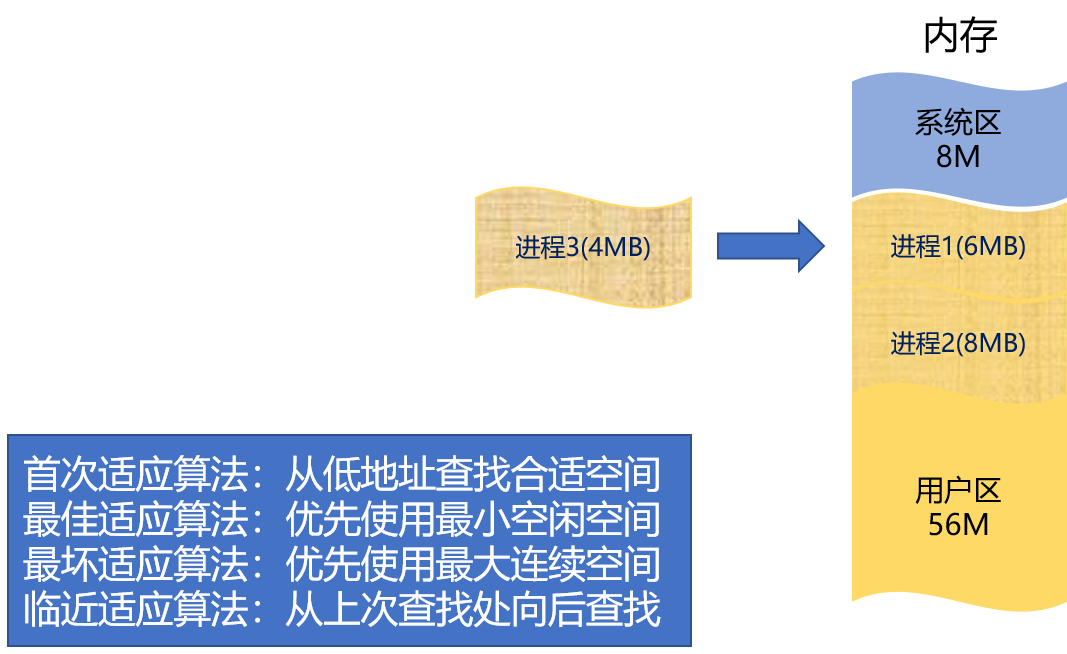 内存
系统区
8M
进程3(4MB)
进程1(6MB)
进程2(8MB)
用户区
56M
首次适应算法：从低地址查找合适空间
最佳适应算法：优先使用最小空闲空间
最坏适应算法：优先使用最大连续空间
临近适应算法：从上次查找处向后查找